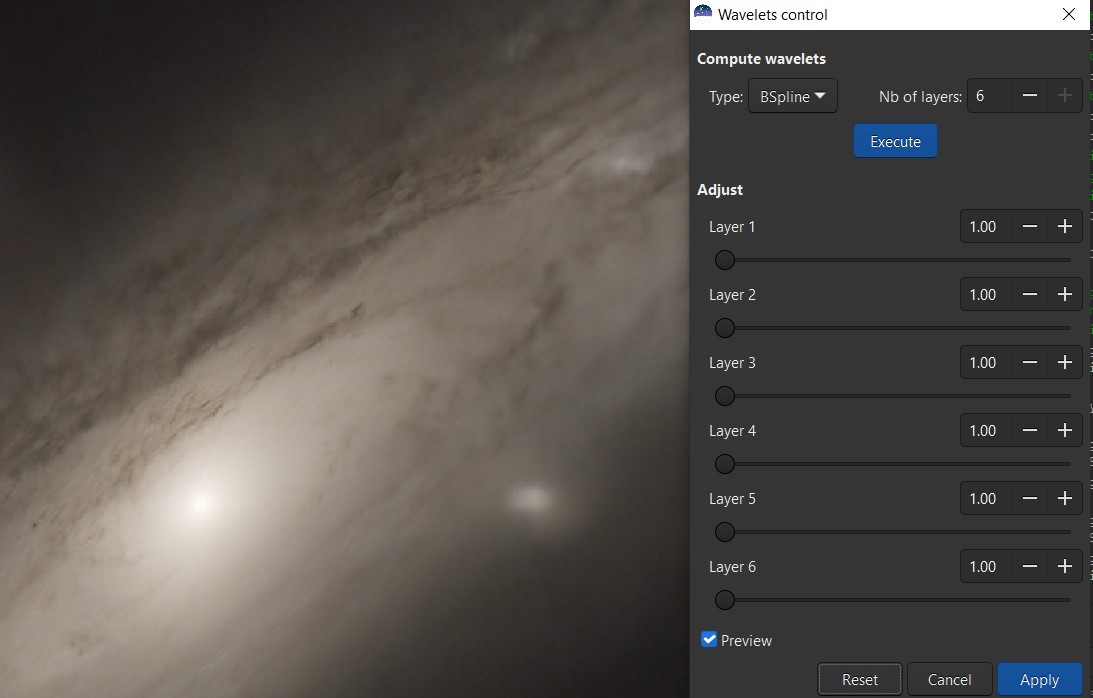 Wavelets control
Compute wavelets
Type: BSpline Nb of layers: 6
Execute
Adjust
Layer 1 1.00
Layer 2 1.00
Layer 3 1.00
Layer 4 1.00
Layer 5 1.00
Layer 6 1.00
Preview
Reset Cancel Apply